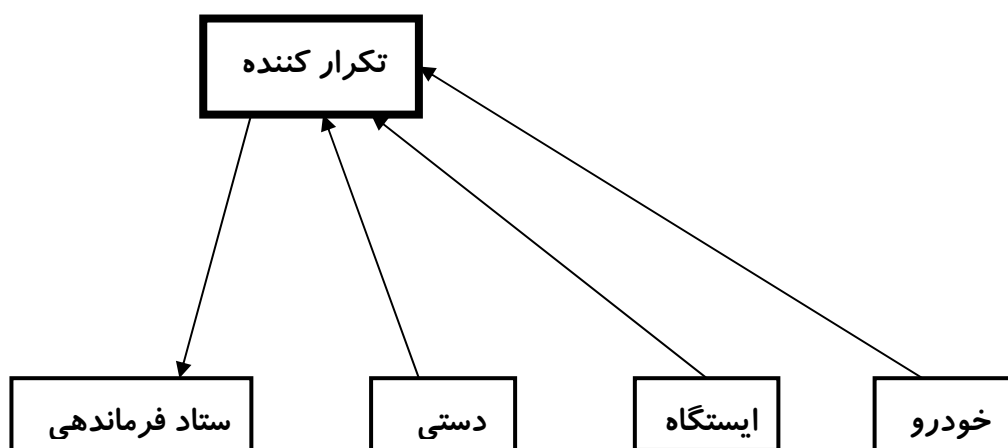 تکرار کننده
خودرو
ایستگاه
دستی
ستاد فرماندهی